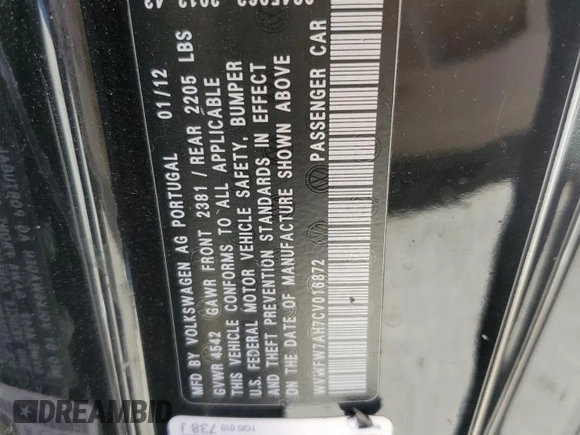 MFD BY VOLKSWAGEN AG PORTUGAL 01/12
GVWR 4542 GAWR FRONT 2381 / REAR 2205 LBS
THIS VEHICLE CONFORMS TO ALL APPLICABLE
U.S. FEDERAL MOTOR VEHICLE SAFETY, BUMPER
AND THEFT PREVENTION STANDARDS IN EFFECT
ON THE DATE OF MANUFACTURE SHOWN ABOVE
PASSENGER CAR
WVWFW7AH7CV016872
738 J
DREAMBID